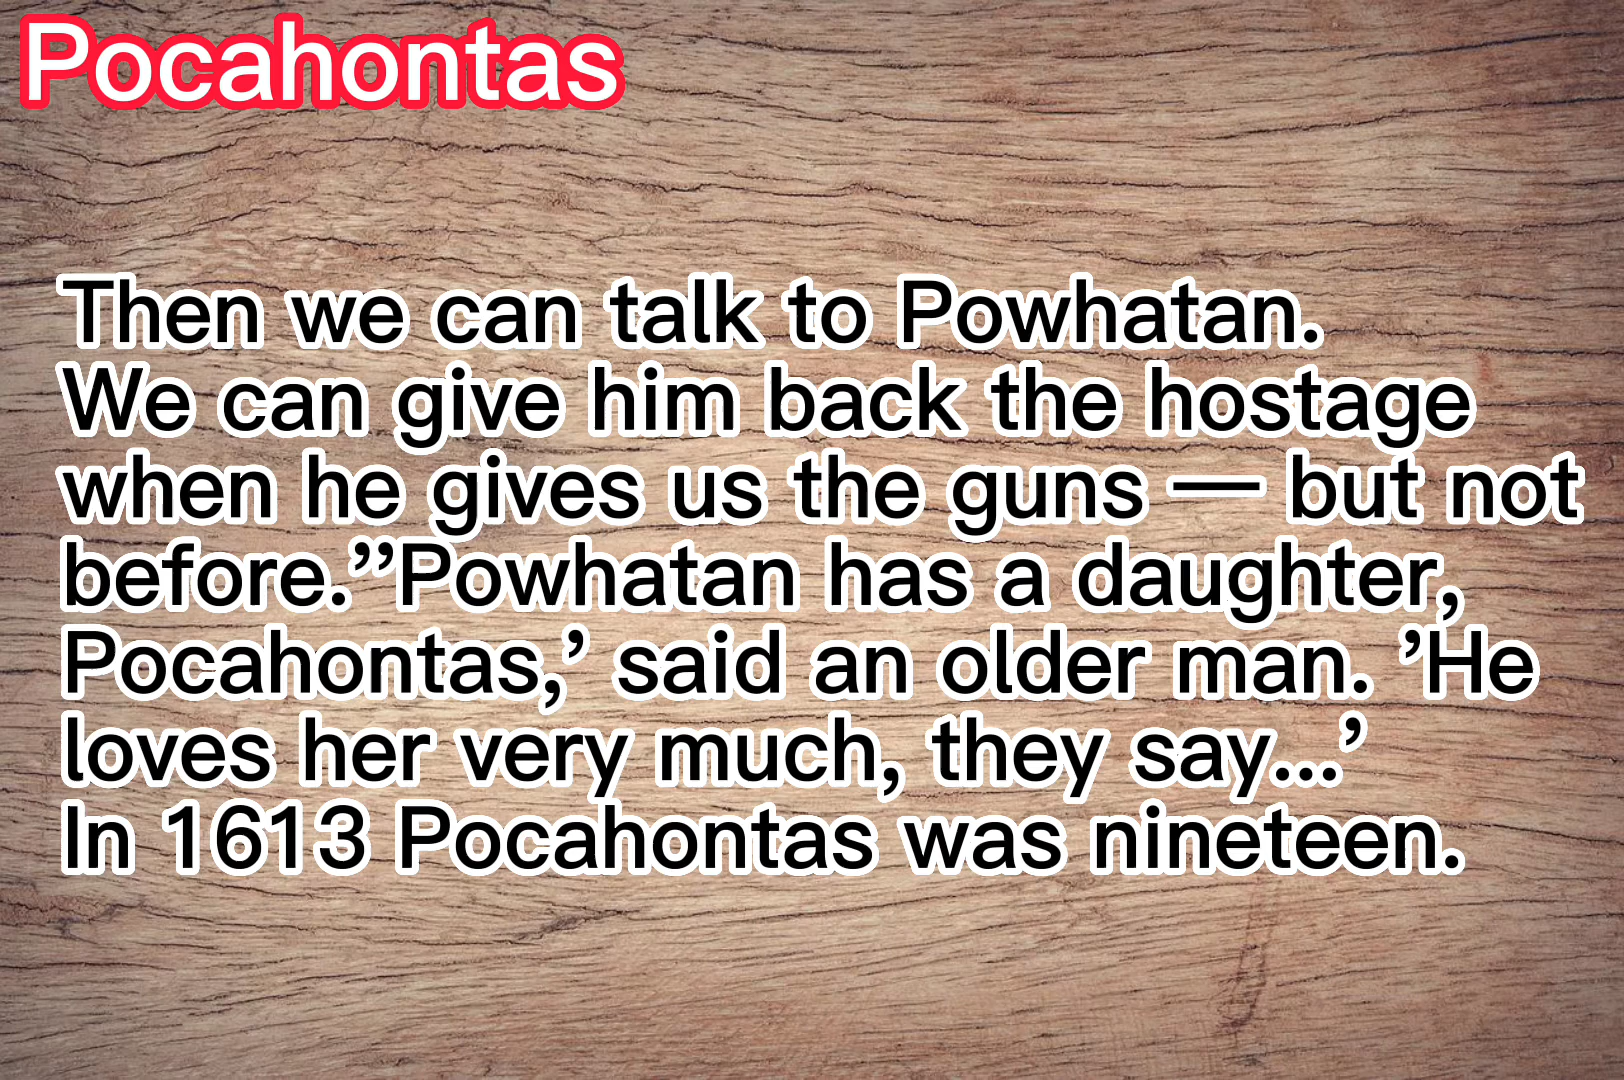 Pocahontas
Then we can talk to Powhatan.
We can give him back the hostage
when he gives us the guns — but not
before.’’Powhatan has a daughter,
Pocahontas,’ said an older man. ’He
loves her very much, they say...’
In 1613 Pocahontas was nineteen.